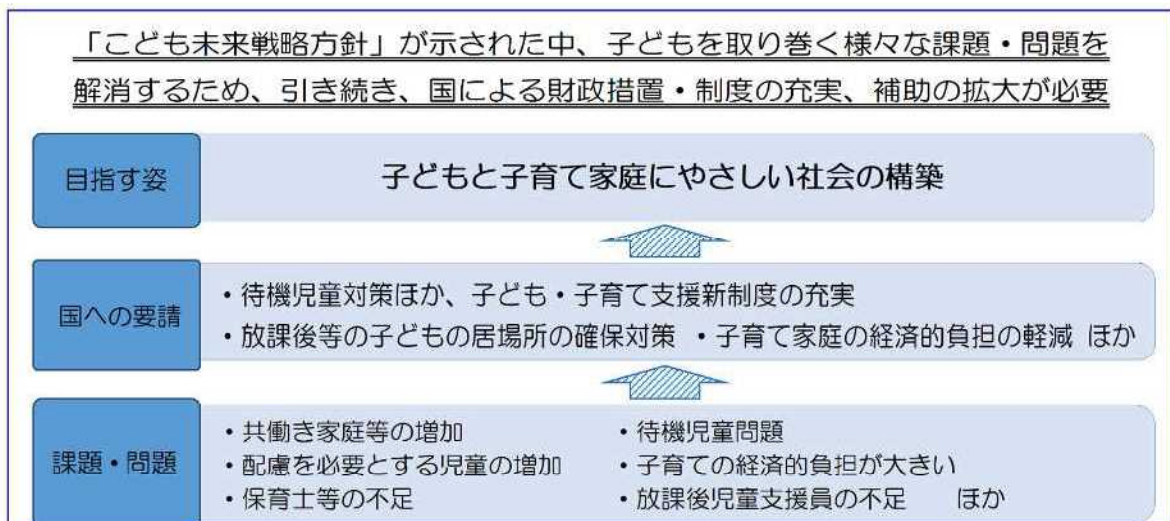 「こども未来戦略方針」が示された中、子どもを取り巻く様々な課題・問題を
解消するため、引き続き、国による財政措置・制度の充実、補助の拡大が必要
目指す姿
子どもと子育て家庭にやさしい社会の構築
国への要請
・待機児童対策ほか、子ども・子育て支援新制度の充実
・放課後等の子どもの居場所の確保対策 ・子育て家庭の経済的負担の軽減 ほか
課題・問題
・共働き家庭等の増加 ・待機児童問題
・配慮を必要とする児童の増加 ・子育ての経済的負担が大きい
・保育士等の不足 ・放課後児童支援員の不足 ほか